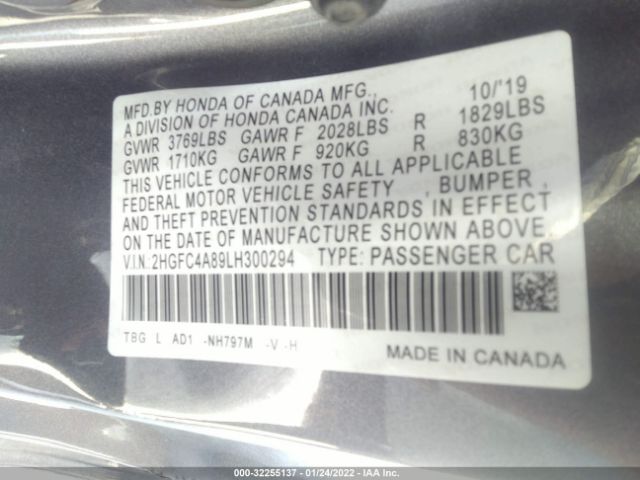 MFD.BY HONDA OF CANADA MFG., 10/'19
A DIVISION OF HONDA CANADA INC.
GVWR 3769LBS GAWR F 2028LBS R 1829LBS
GVWR 1710KG GAWR F 920KG R 830KG
THIS VEHICLE CONFORMS TO ALL APPLICABLE
FEDERAL MOTOR VEHICLE SAFETY , BUMPER ,
AND THEFT PREVENTION STANDARDS IN EFFECT
ON THE DATE OF MANUFACTURE SHOWN ABOVE.
V.I.N:2HGFC4A89LH300294 TYPE: PASSENGER CAR
TBG L AD1 -NH797M -V -H
MADE IN CANADA
000-32255137 - 01/24/2022 - IAA Inc.